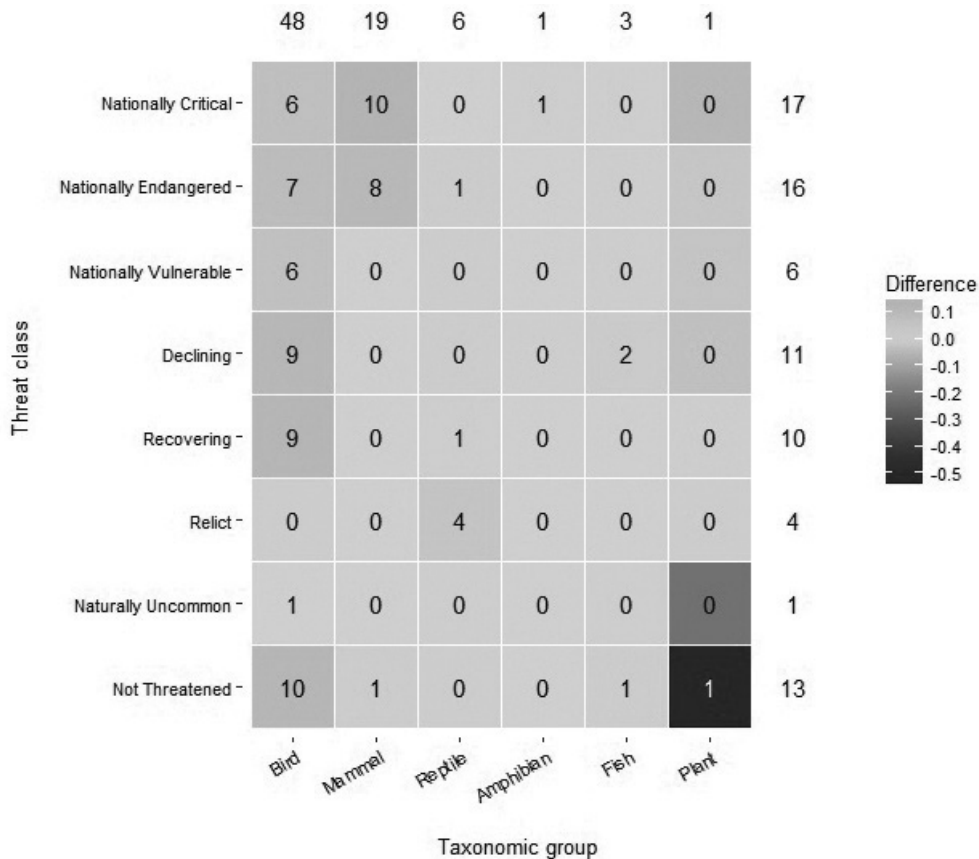 48 19 6 1 3 1
Nationally Critical 6 10 0 1 0 0 17
Nationally Endangered 7 8 1 0 0 0 16
Nationally Vulnerable 6 0 0 0 0 0 6
Declining 9 0 0 0 2 0 11
Recovering 9 0 1 0 0 0 10
Relict 0 0 4 0 0 0 4
Naturally Uncommon 1 0 0 0 0 0 1
Not Threatened 10 1 0 0 1 1 13
Bird Mammal Reptile Amphibian Fish Plant
Taxonomic group
Threat class
Difference
0.1
0.0
-0.1
-0.2
-0.3
-0.4
-0.5